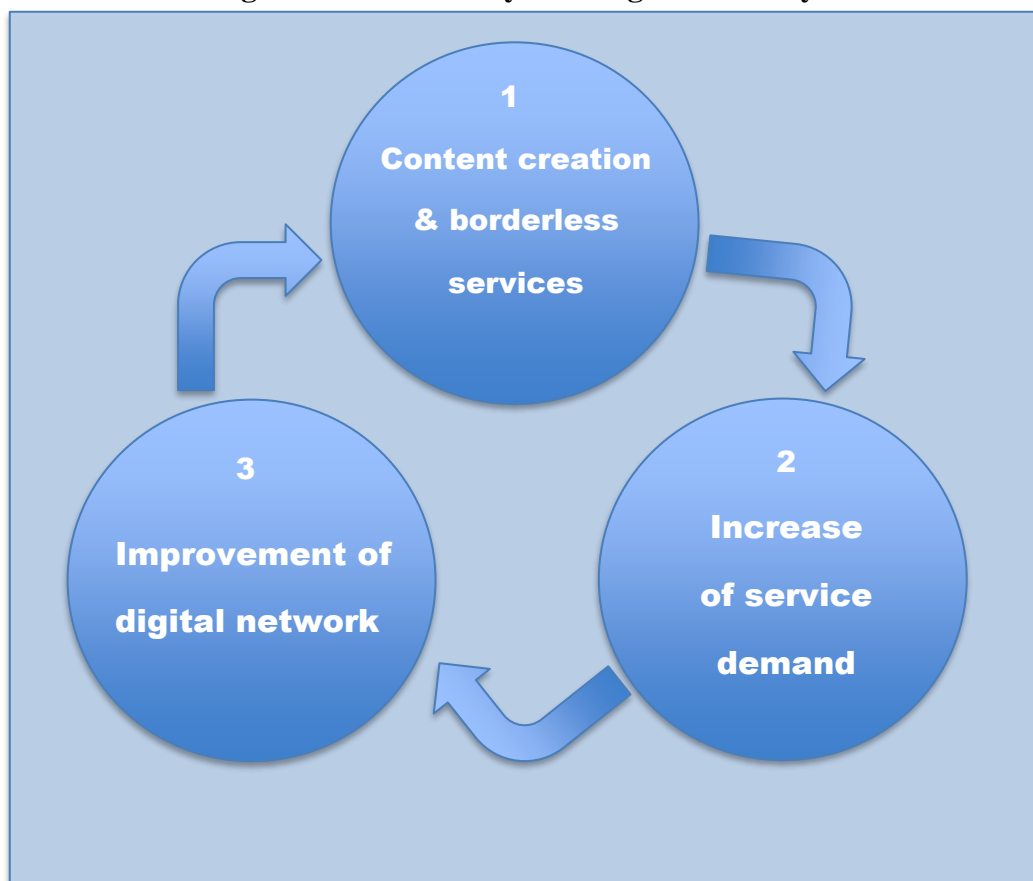 1
Content creation
& borderless
services
2
Increase
of service
demand
3
Improvement of
digital network